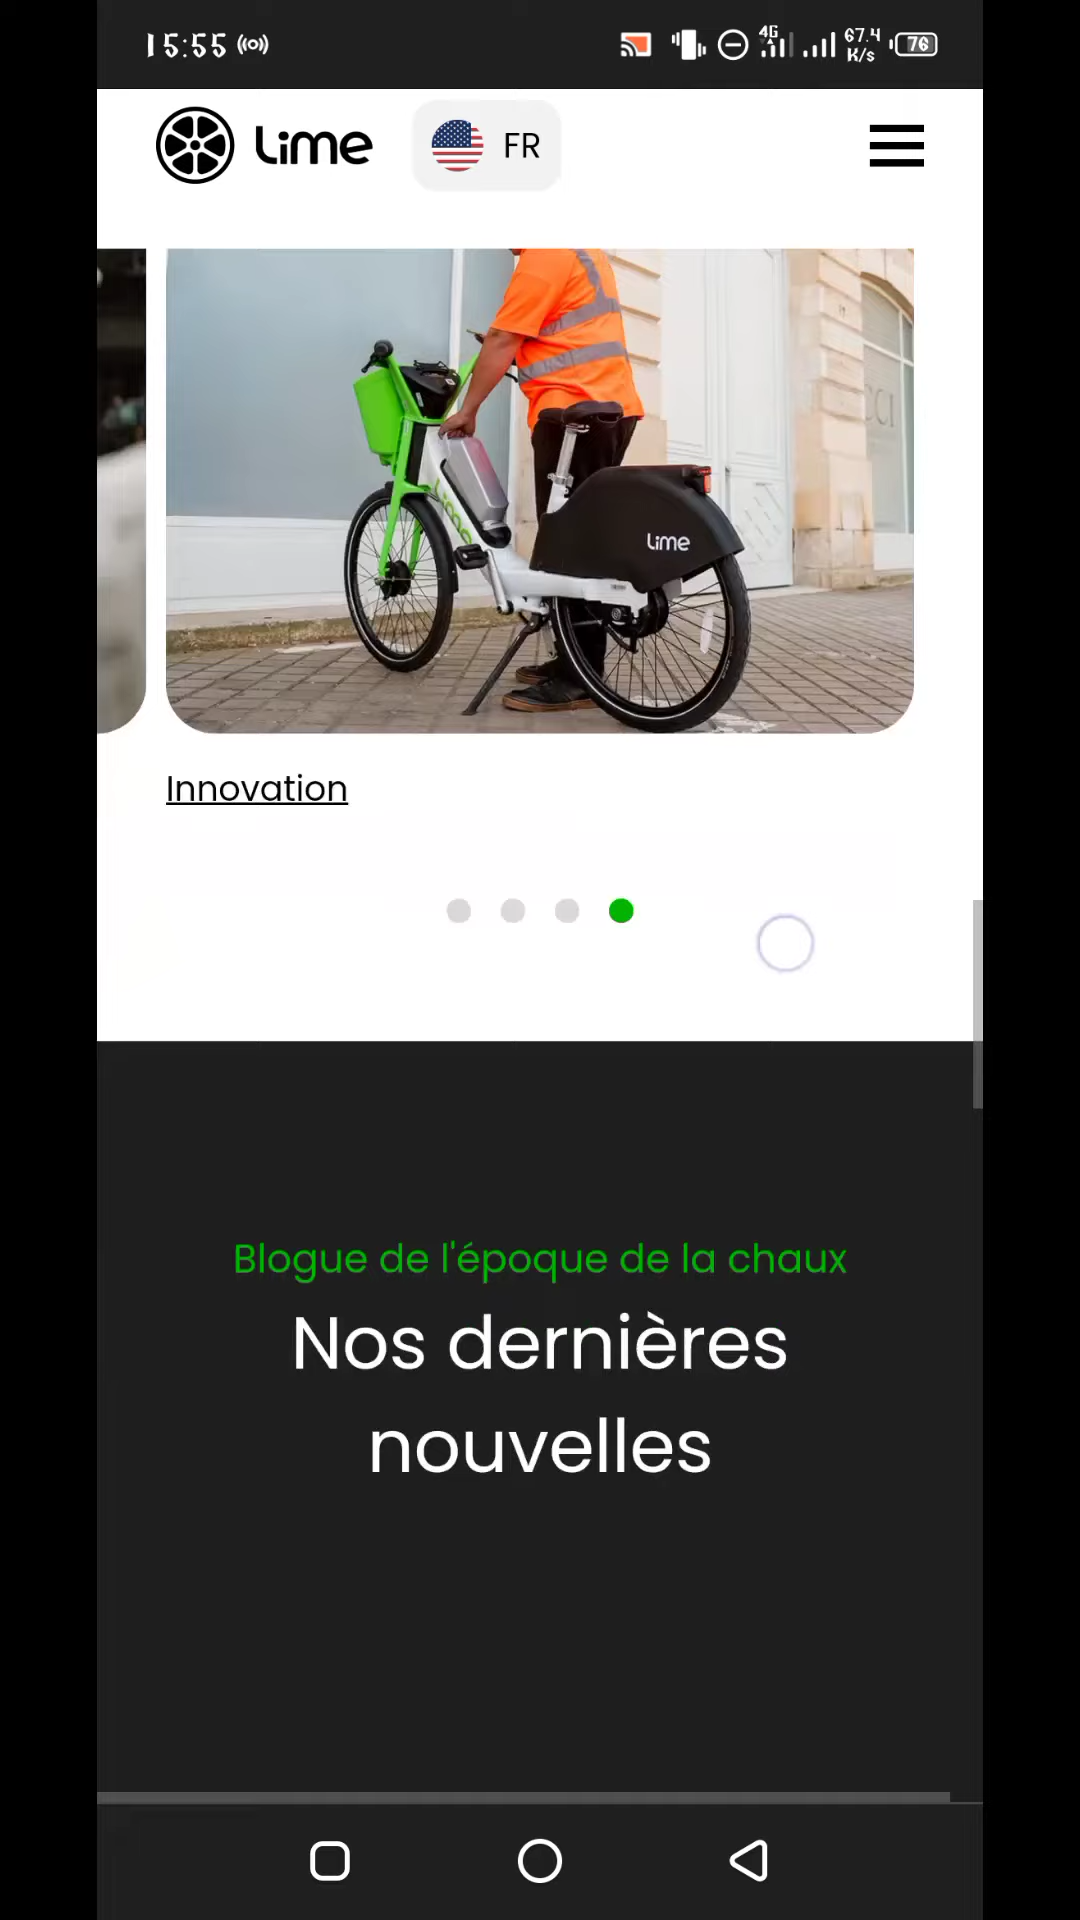 15:55
4G
67.4
K/s
76
Lime
FR
Lime
Lime
Innovation
Blogue de l'époque de la chaux
Nos dernières
nouvelles